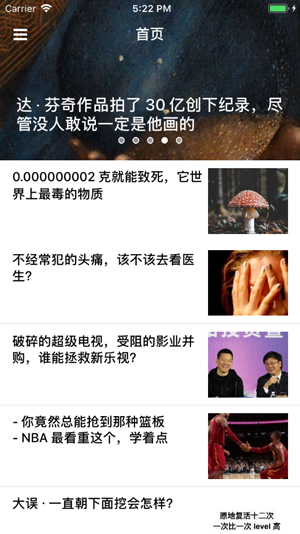 Carrier
5:22 PM
首页
达 · 芬奇作品拍了 30 亿创下纪录，尽
管没人敢说一定是他画的
0.000000002 克就能致死，它世
界上最毒的物质
不经常犯的头痛，该不该去看医
生？
破碎的超级电视，受阻的影业并
购，谁能拯救新乐视？
- 你竟然总能抢到那种篮板
- NBA 最看重这个，学着点
大误 · 一直朝下面挖会怎样？
原地复活十二次
一次比一次 level 高